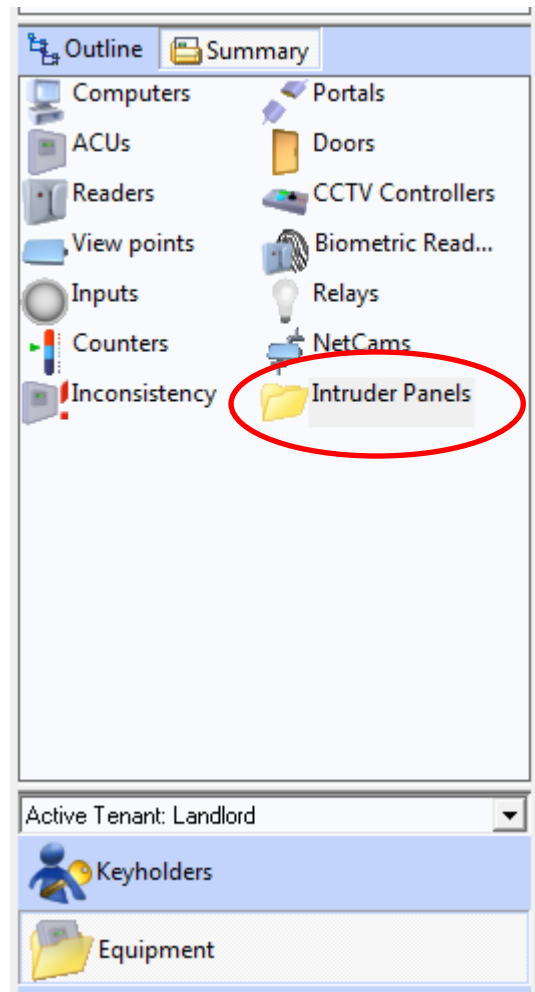 Outline Summary
Computers Portals
ACUs Doors
Readers CCTV Controllers
View points Biometric Read...
Inputs Relays
Counters NetCams
Inconsistency Intruder Panels
Active Tenant: Landlord
Keyholders
Equipment